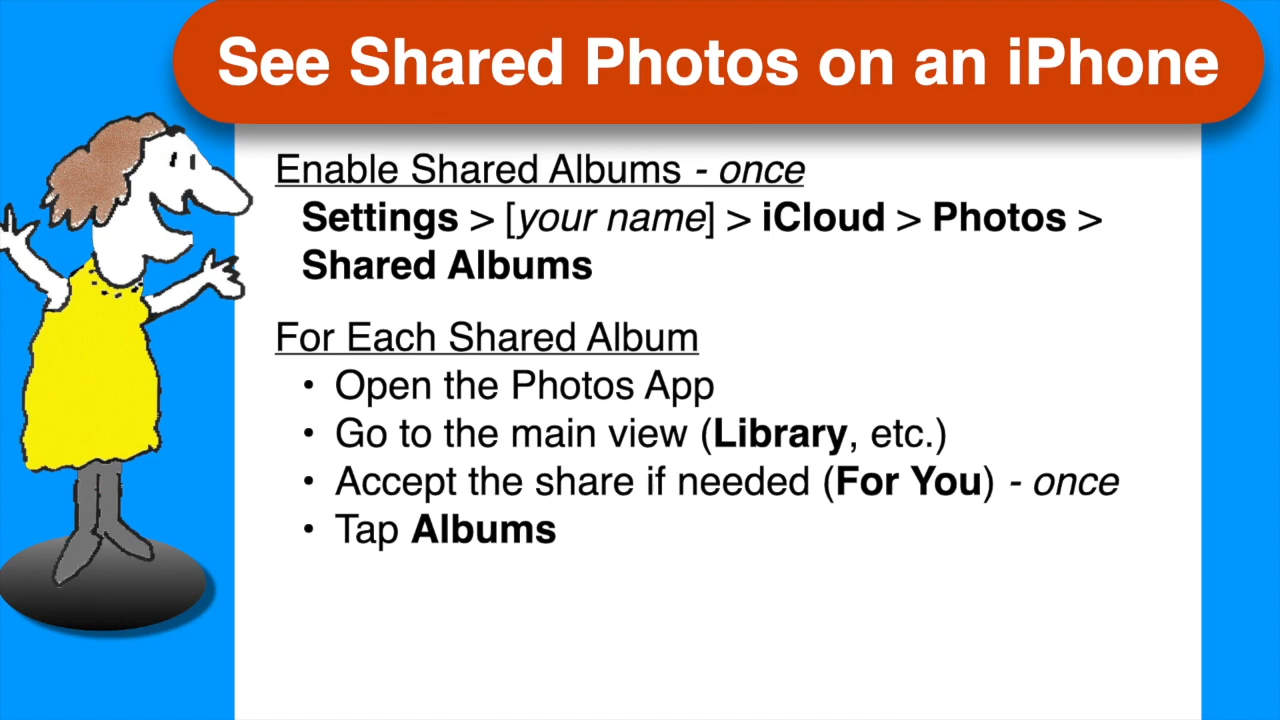 See Shared Photos on an iPhone
Enable Shared Albums - once
Settings > [your name] > iCloud > Photos >
Shared Albums
For Each Shared Album
• Open the Photos App
• Go to the main view (Library, etc.)
• Accept the share if needed (For You) - once
• Tap Albums